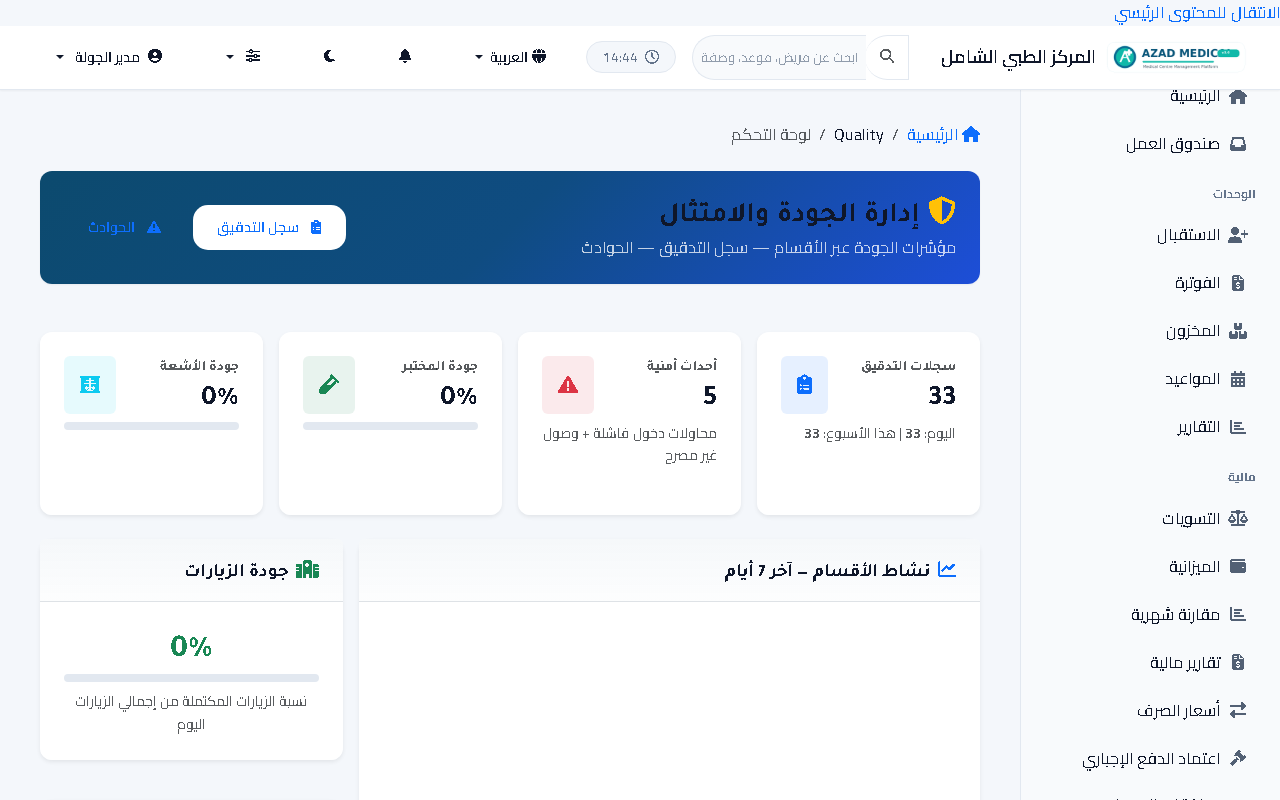 الانتقال للمحتوى الرئيسي
AZAD MEDIC
Medical Centre Management Platform
المركز الطبي الشامل
ابحث عن مريض، موعد، وصفة
14:44
العربية
مدير الجولة
الرئيسية
صندوق العمل
الوحدات
الاستقبال
الفوترة
المخزون
المواعيد
التقارير
مالية
التسويات
الميزانية
مقارنة شهرية
تقارير مالية
أسعار الصرف
اعتماد الدفع الإجباري
الرئيسية / Quality / لوحة التحكم
إدارة الجودة والامتثال
مؤشرات الجودة عبر الأقسام — سجل التدقيق — الحوادث
سجل التدقيق
الحوادث
سجلات التدقيق
33
اليوم: 33 | هذا الأسبوع: 33
أحداث أمنية
5
محاولات دخول فاشلة + وصول
غير مصرح
جودة المختبر
0%
جودة الأشعة
0%
نشاط الأقسام — آخر 7 أيام
جودة الزيارات
0%
نسبة الزيارات المكتملة من إجمالي الزيارات
اليوم